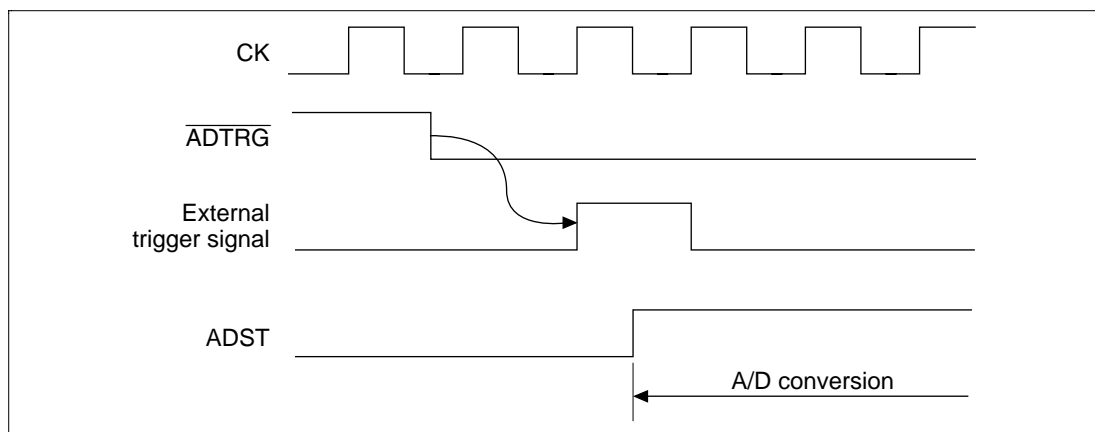 CK
ADTRG
External
trigger signal
ADST
A/D conversion